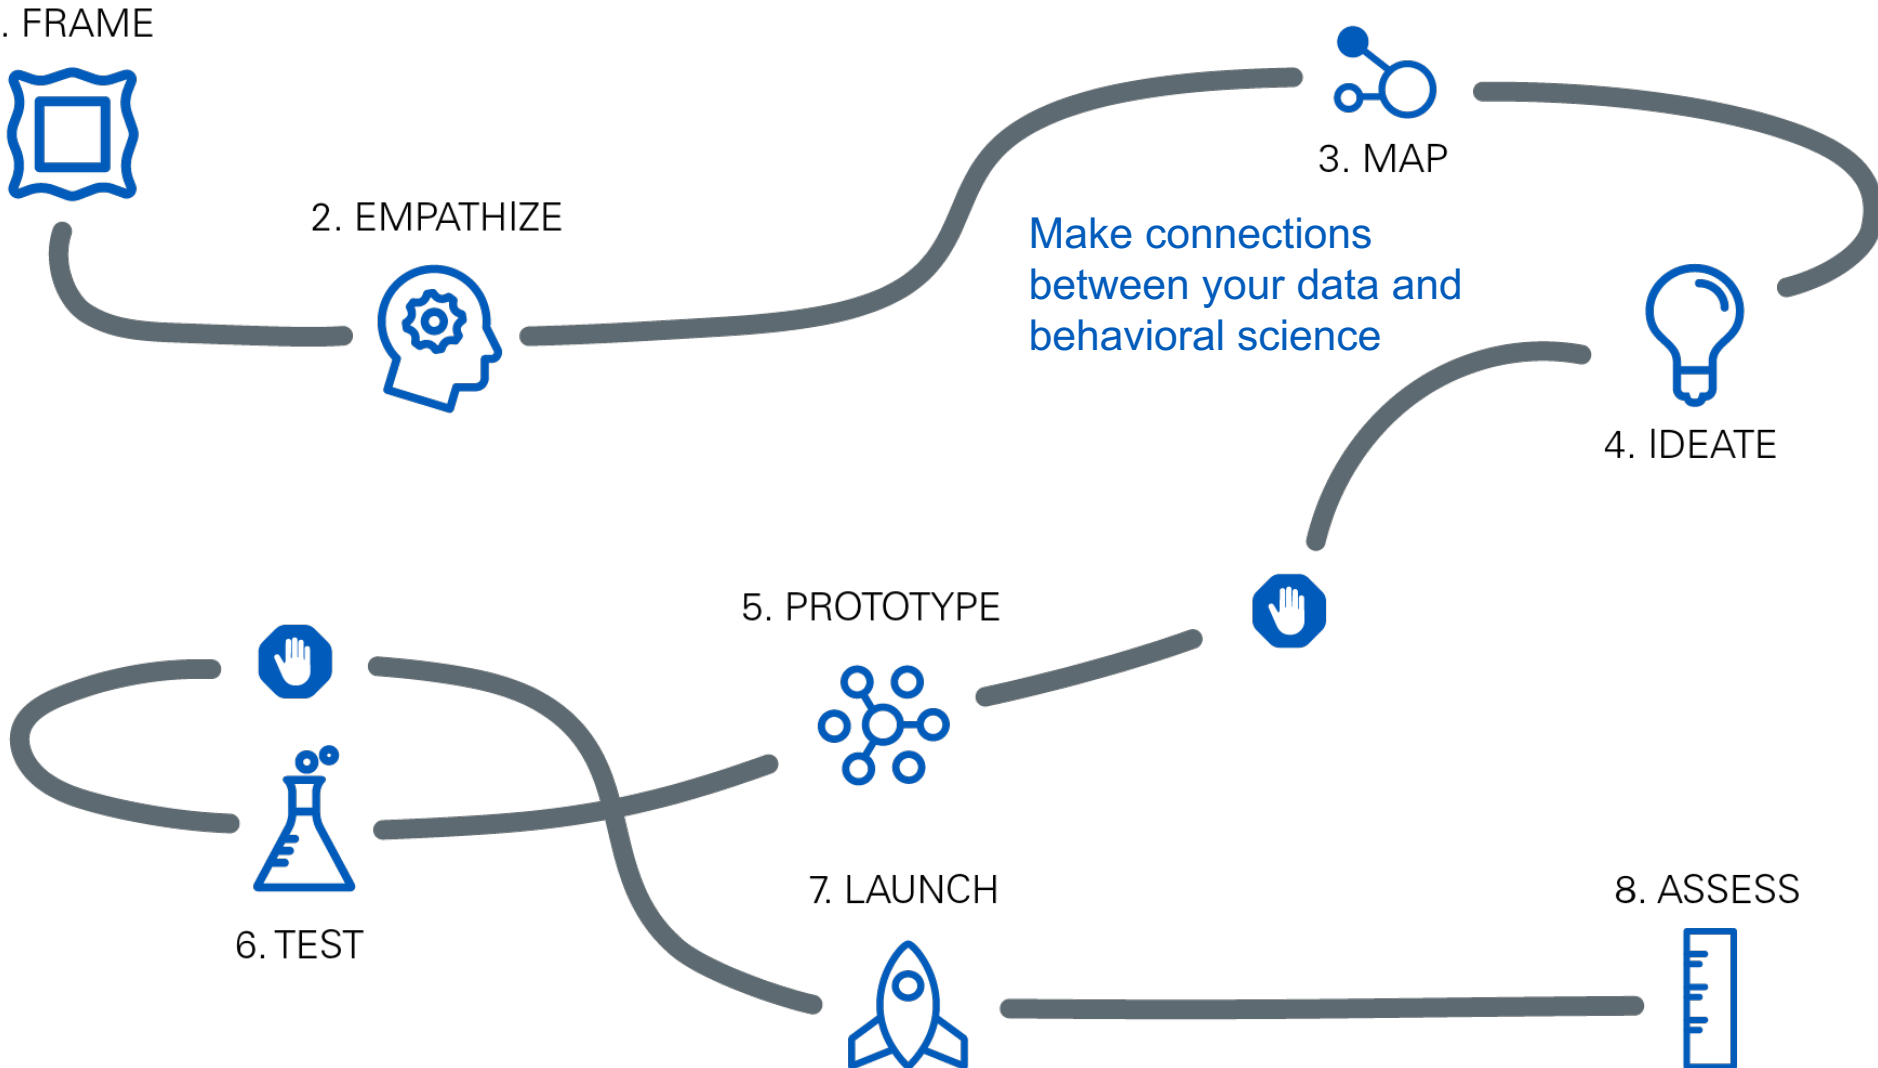 . FRAME
2. EMPATHIZE
3. MAP
Make connections
between your data and
behavioral science
4. IDEATE
5. PROTOTYPE
6. TEST
7. LAUNCH
8. ASSESS